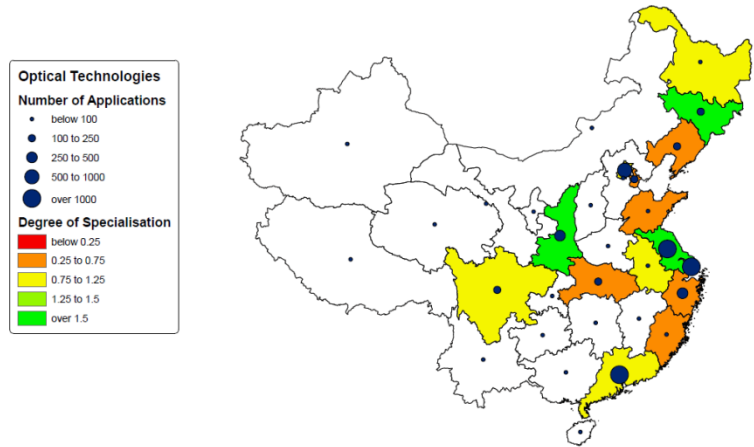 Optical Technologies
Number of Applications
below 100
100 to 250
250 to 500
500 to 1000
over 1000
Degree of Specialisation
below 0.25
0.25 to 0.75
0.75 to 1.25
1.25 to 1.5
over 1.5